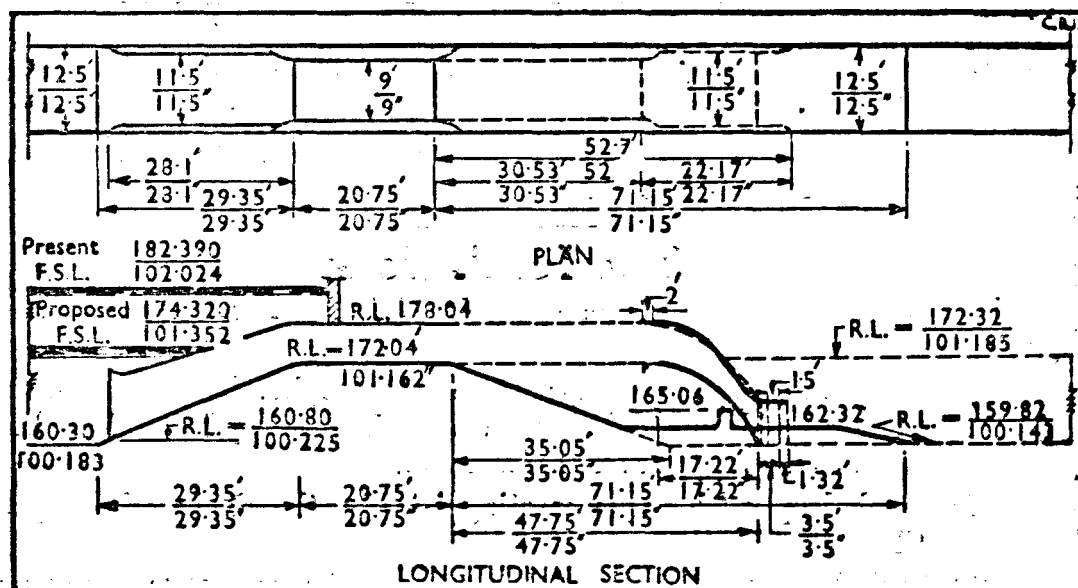 12·5' 11·5' 9' 11·5' 12·5'
12·5" 11·5" 9" 11·5" 12·5"
52·7'
52
28·1' 30·53' 22·17'
28·1" 30·53" 22·17"
29·35' 20·75' 71·15'
29·35" 20·75" 71·15"
PLAN
Present 182·390
F.S.L. 102·024
Proposed 174·320
F.S.L. 101·352
R.L. 178·04
2'
R.L.=172·04'
101·162"
R.L.= 172·32
101·185
1·5'
165·06
162·32
R.L.= 159·82
100·143
160·30
100·183
R.L.= 160·80
100·225
35·05'
35·05"
17·22'
17·22"
1·32'
29·35' 20·75' 71·15'
29·35" 20·75" 71·15"
47·75'
47·75"
3·5'
3·5"
LONGITUDINAL SECTION